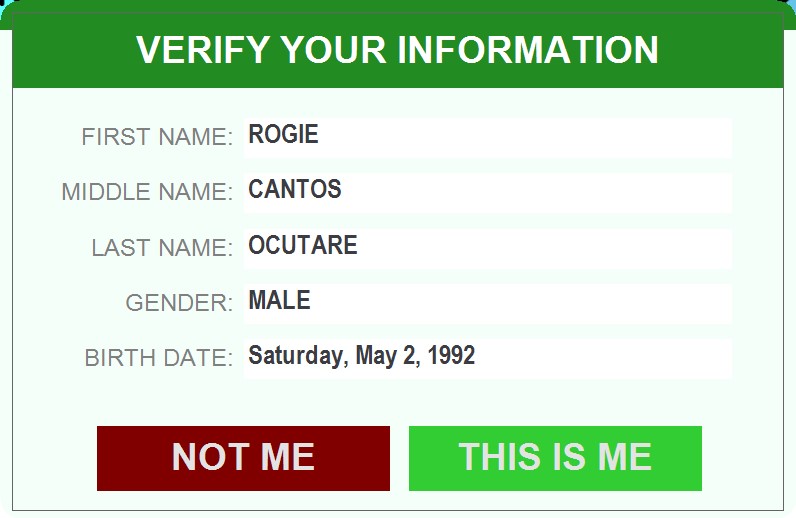 VERIFY YOUR INFORMATION
FIRST NAME: ROGIE
MIDDLE NAME: CANTOS
LAST NAME: OCUTARE
GENDER: MALE
BIRTH DATE: Saturday, May 2, 1992
NOT ME THIS IS ME